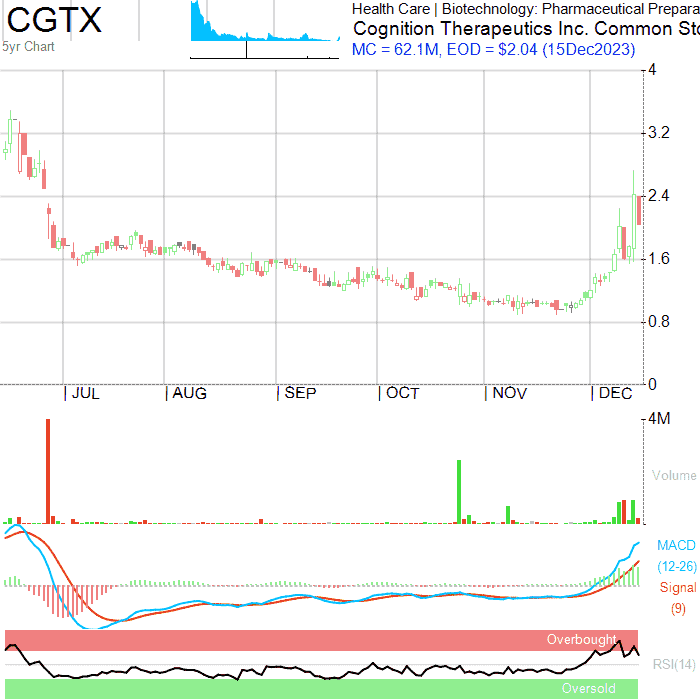 CGTX
5yr Chart
Health Care | Biotechnology: Pharmaceutical Prepara
Cognition Therapeutics Inc. Common Sto
MC = 62.1M, EOD = $2.04 (15Dec2023)
4
3.2
2.4
1.6
0.8
0
JUL AUG SEP OCT NOV DEC
4M
Volume
MACD
(12-26)
Signal
(9)
Overbought
RSI(14)
Oversold